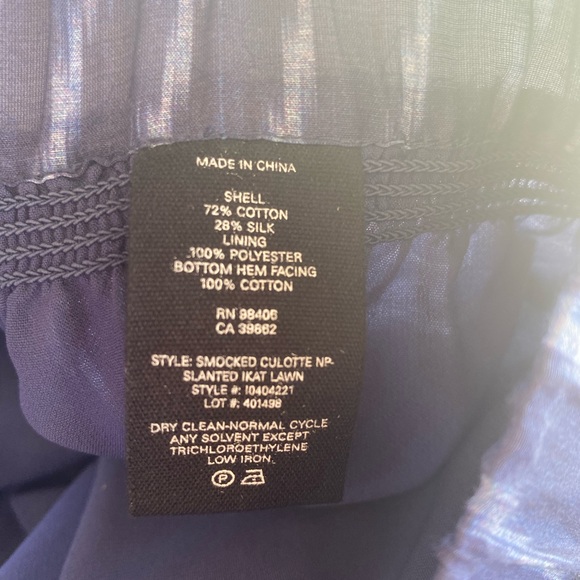 MADE IN CHINA
SHELL
72% COTTON
28% SILK
LINING
100% POLYESTER
BOTTOM HEM FACING
100% COTTON
RN 98406
CA 39662
STYLE: SMOCKED CULOTTE NP-
SLANTED IKAT LAWN
STYLE #: 10404221
LOT #: 401498
DRY CLEAN-NORMAL CYCLE
ANY SOLVENT EXCEPT
TRICHLOROETHYLENE
LOW IRON
P